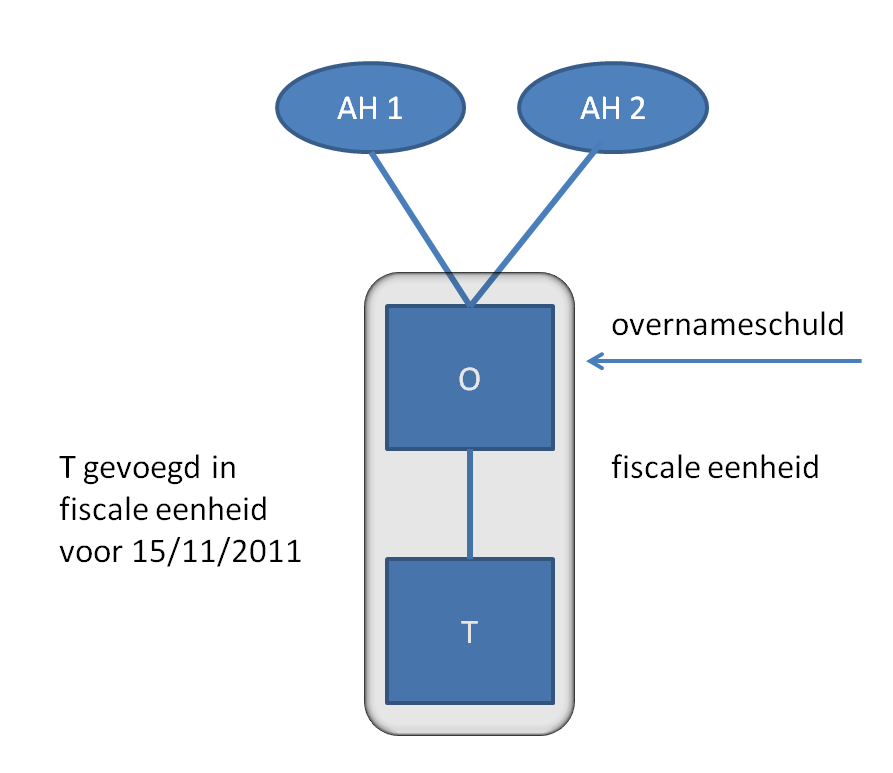 AH 1
AH 2
overnameschuld
O
T gevoegd in
fiscale eenheid
voor 15/11/2011
fiscale eenheid
T